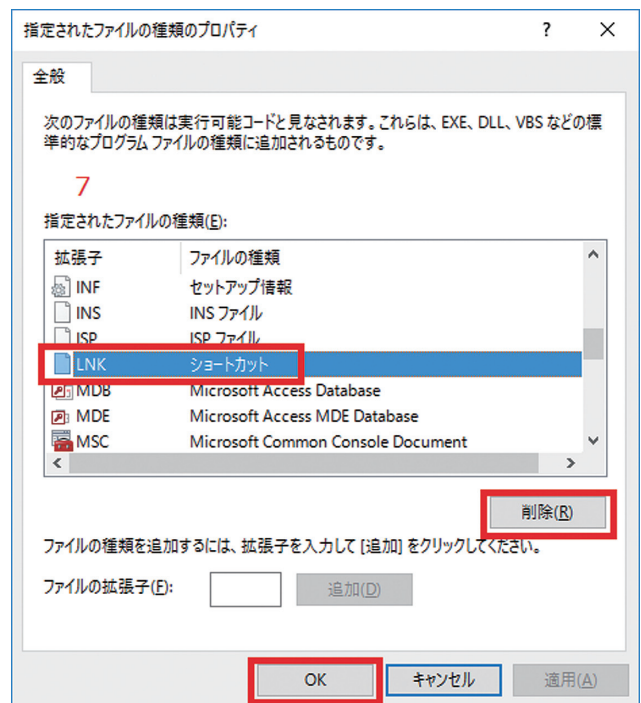 指定されたファイルの種類のプロパティ ? ×
全般
次のファイルの種類は実行可能コードと見なされます。これらは、EXE、DLL、VBS などの標
準的なプログラム ファイルの種類に追加されるものです。
7
指定されたファイルの種類(E):
拡張子 ファイルの種類
INF セットアップ情報
INS INS ファイル
ISP ISP ファイル
LNK ショートカット
MDB Microsoft Access Database
MDE Microsoft Access MDE Database
MSC Microsoft Common Console Document
削除(R)
ファイルの種類を追加するには、拡張子を入力して [追加] をクリックしてください。
ファイルの拡張子(F): 追加(D)
OK キャンセル 適用(A)